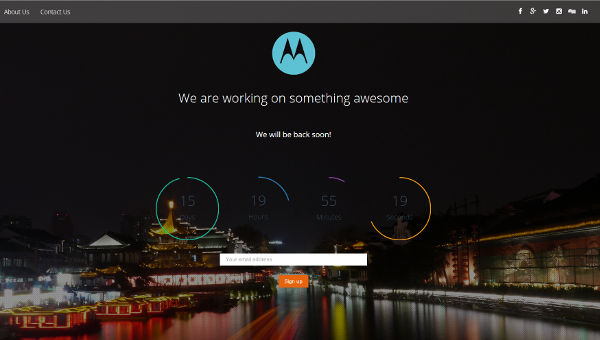 About Us Contact Us
We are working on something awesome
We will be back soon!
15 19 55 19
Days Hours Minutes Seconds
Your email address
Sign up